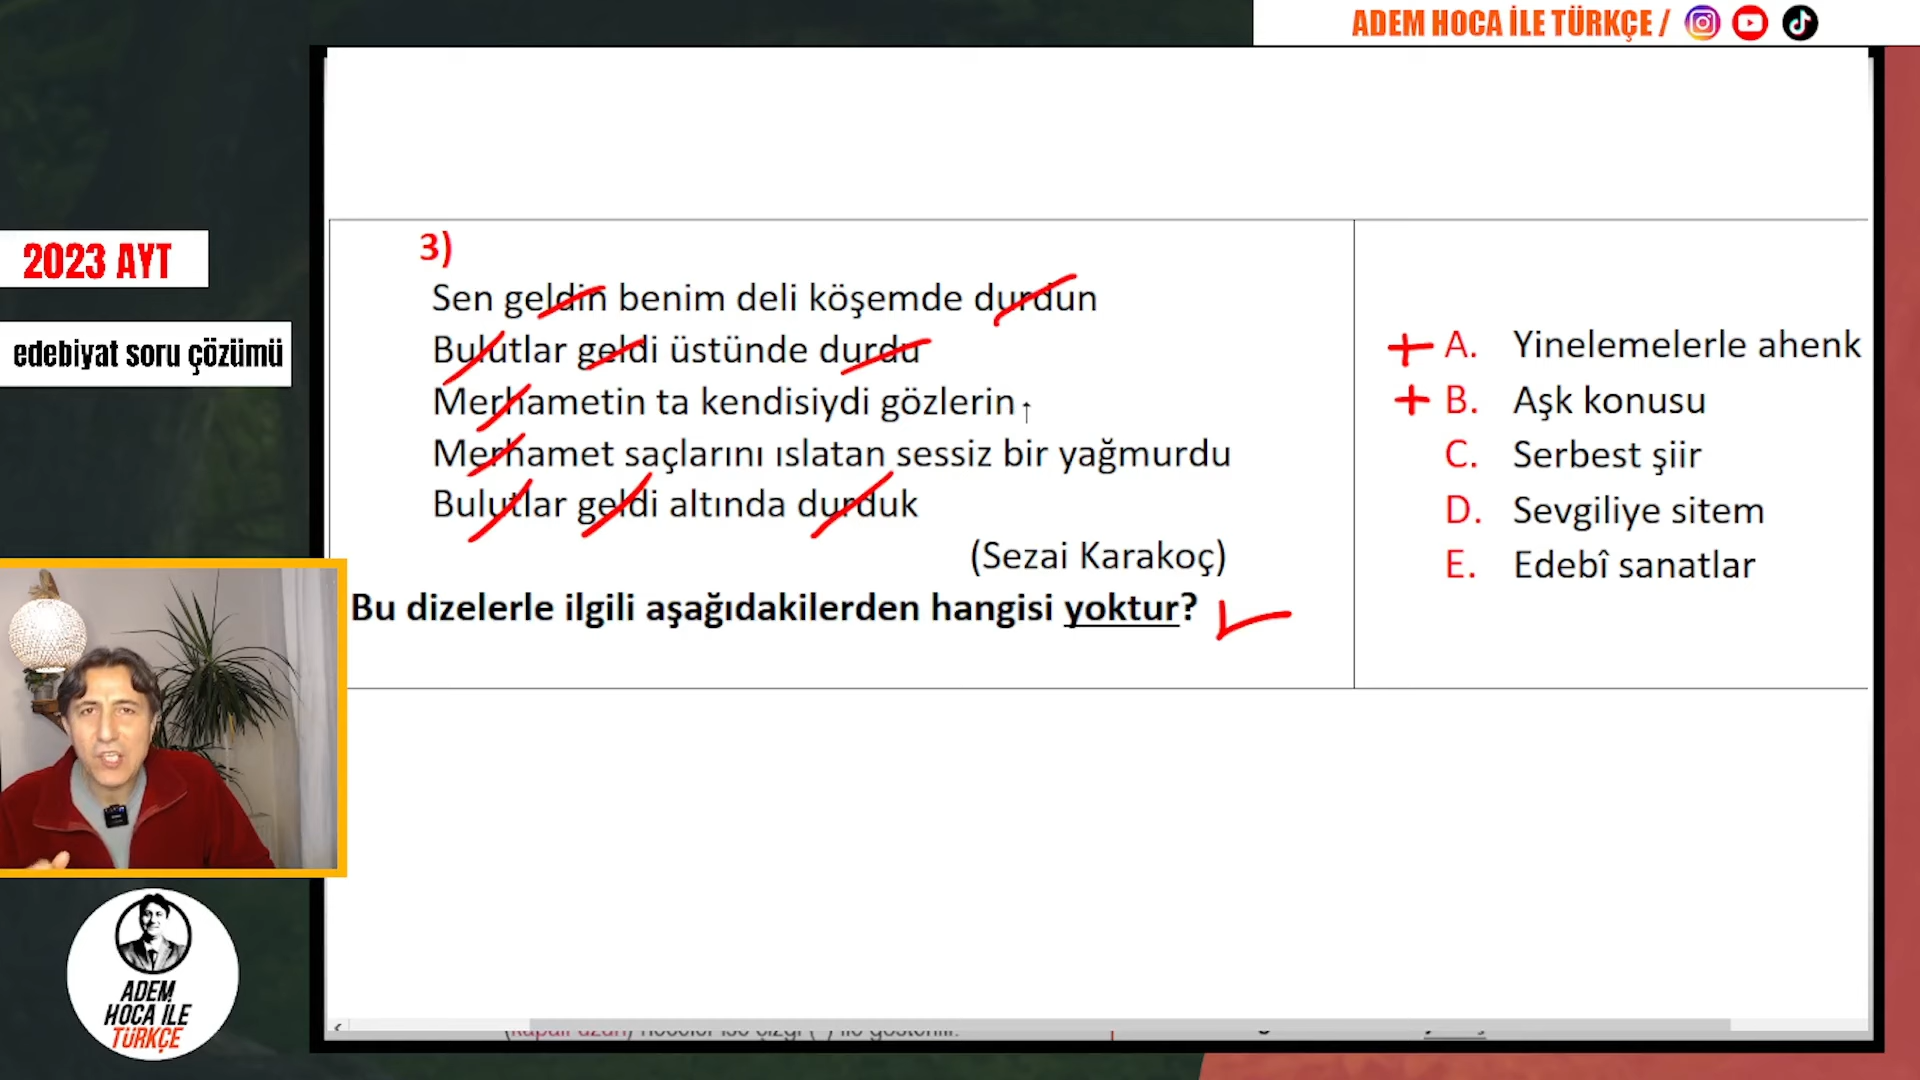 ADEM HOCA İLE TÜRKÇE /
2023 AYT
edebiyat soru çözümü
3)
Sen geldin benim deli köşemde durdun
Bulutlar geldi üstünde durdu
Merhametin ta kendisiydi gözlerin
Merhamet saçlarını ıslatan sessiz bir yağmurdu
Bulutlar geldi altında durduk
(Sezai Karakoç)
Bu dizelerle ilgili aşağıdakilerden hangisi yoktur?
A. Yinelemelerle ahenk
B. Aşk konusu
C. Serbest şiir
D. Sevgiliye sitem
E. Edebî sanatlar
ADEM
HOCA İLE
TÜRKÇE